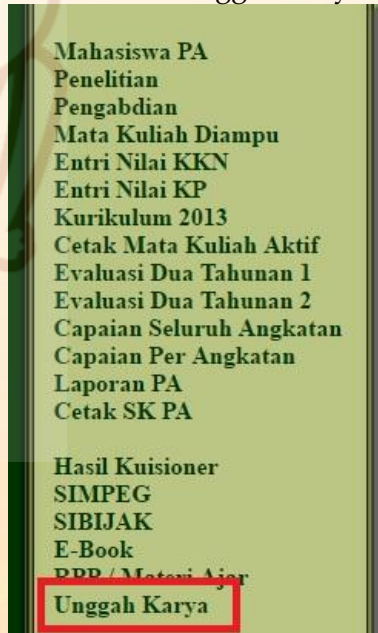 Mahasiswa PA
Penelitian
Pengabdian
Mata Kuliah Diampu
Entri Nilai KKN
Entri Nilai KP
Kurikulum 2013
Cetak Mata Kuliah Aktif
Evaluasi Dua Tahunan 1
Evaluasi Dua Tahunan 2
Capaian Seluruh Angkatan
Capaian Per Angkatan
Laporan PA
Cetak SK PA
Hasil Kuisioner
SIMPEG
SIBIJAK
E-Book
RPP / Materi Ajar
Unggah Karya